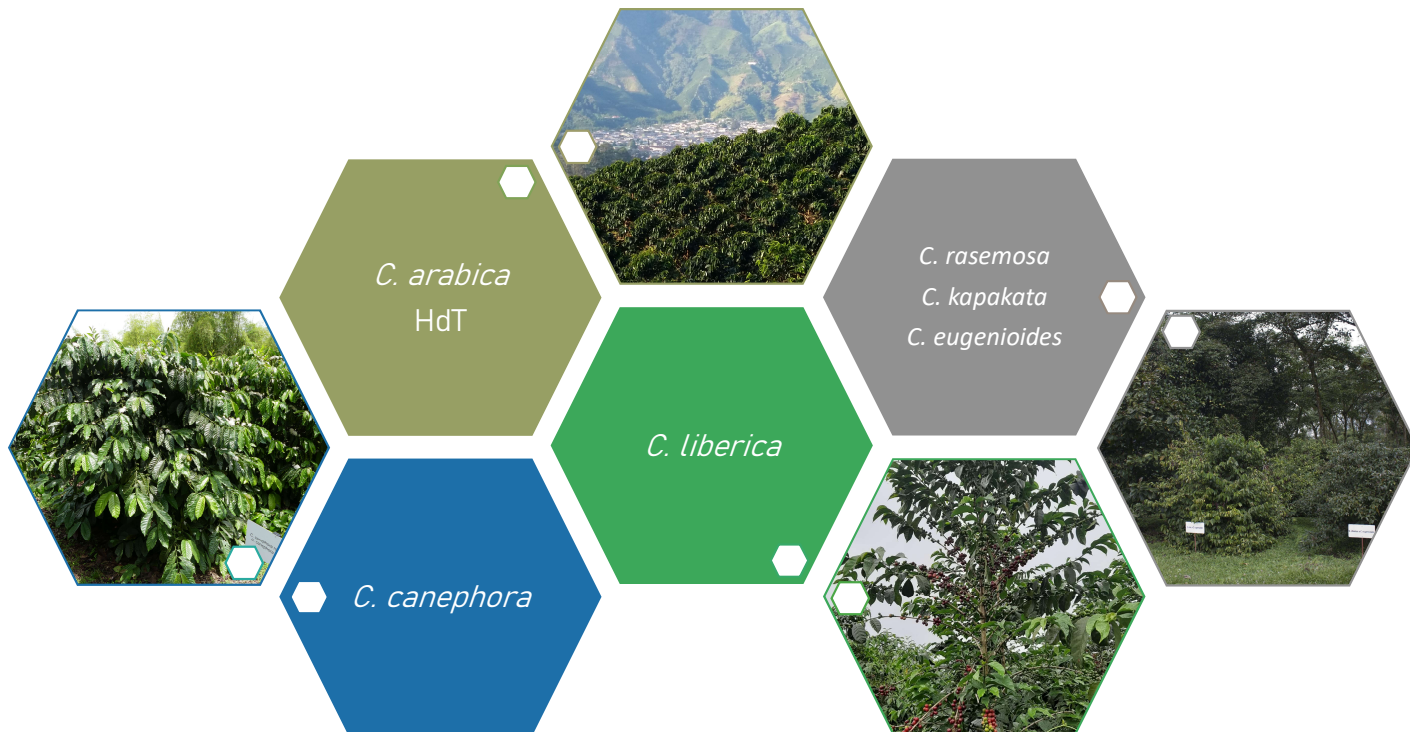 C. arabica
HdT
C. rasemosa
C. kapakata
C. eugenioides
C. liberica
C. canephora